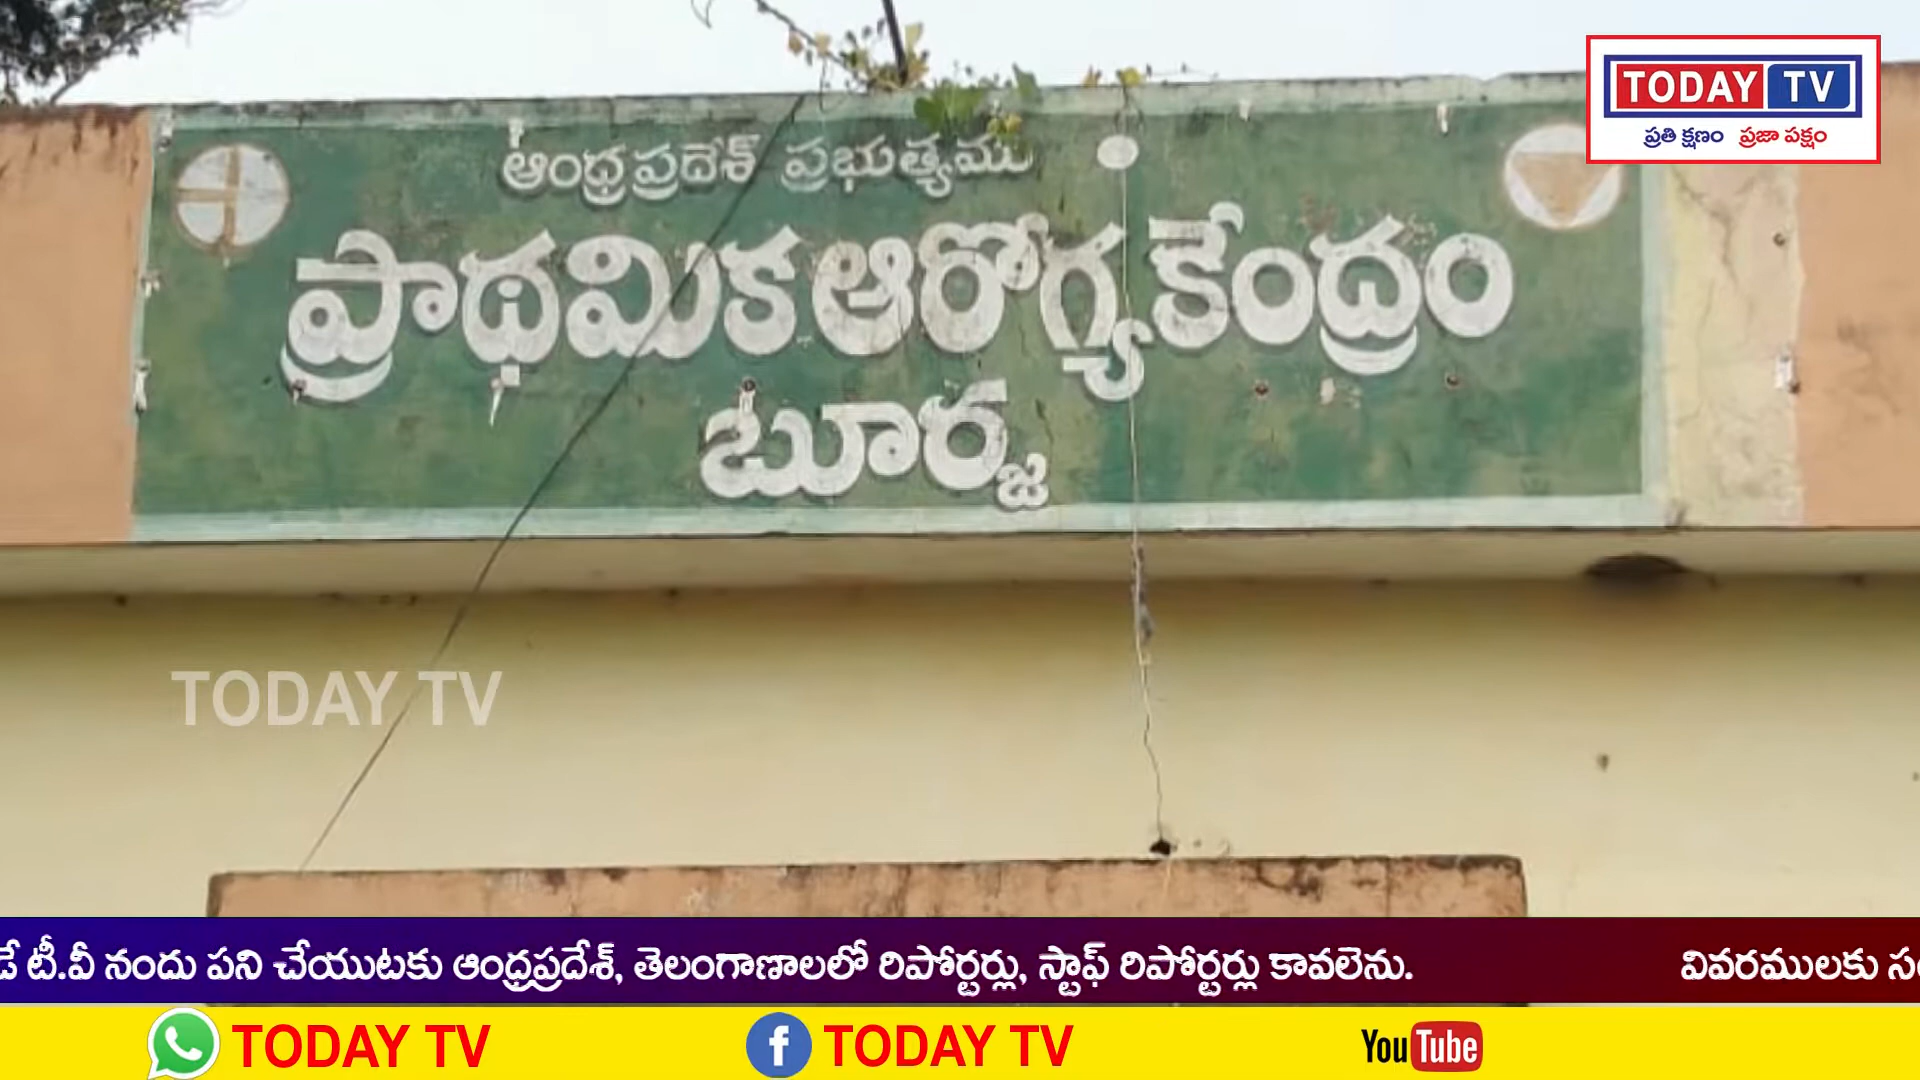 TODAY TV
ప్రతి క్షణం ప్రజా పక్షం
ఆంధ్ర ప్రదేశ్ ప్రభుత్వము
ప్రాథమిక ఆరోగ్య కేంద్రం
బూర్జ
TODAY TV
డే టీ.వీ నందు పని చేయుటకు ఆంధ్రప్రదేశ్, తెలంగాణాలలో రిపోర్టర్లు, స్టాఫ్ రిపోర్టర్లు కావలెను. వివరములకు
TODAY TV TODAY TV YouTube